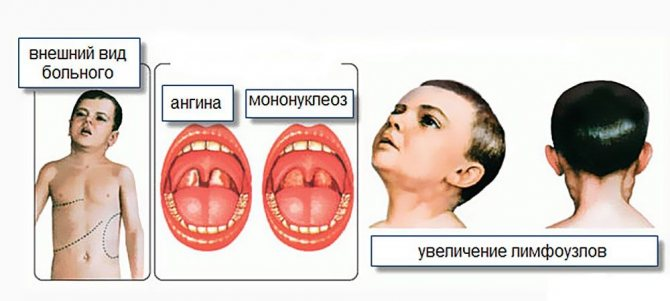 внешний вид
больного
ангина
мононуклеоз
увеличение лимфоузлов